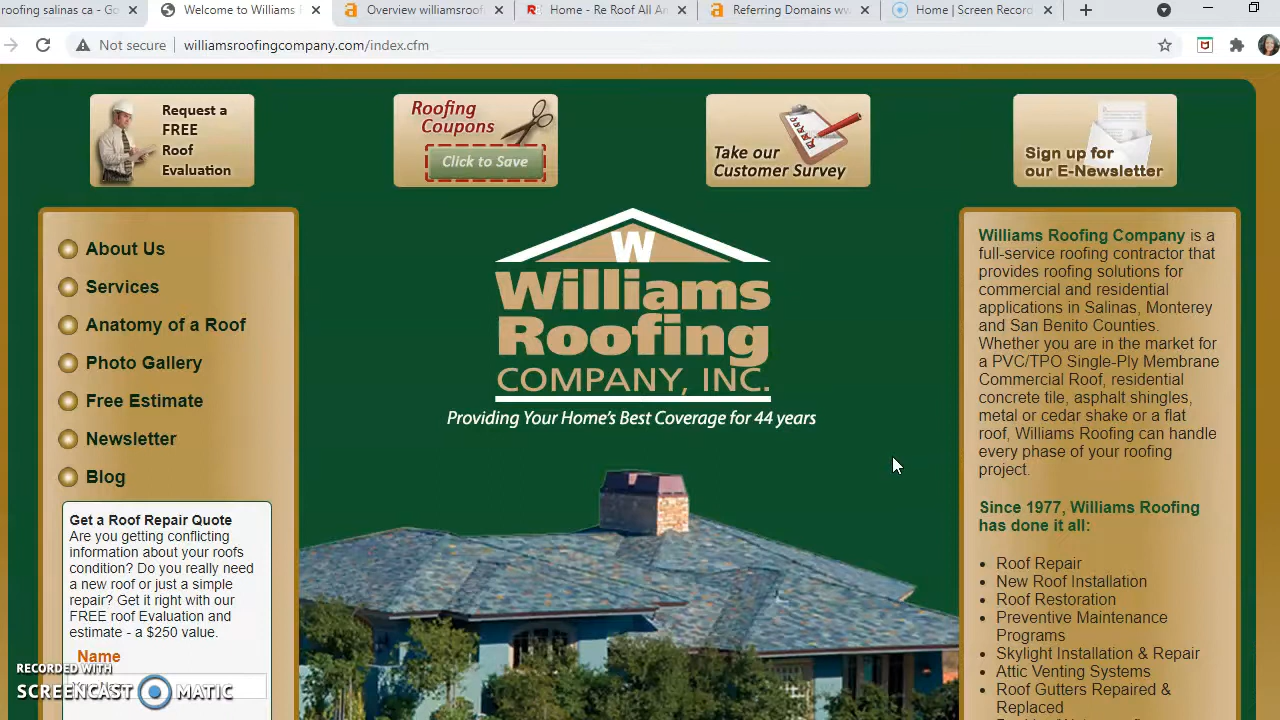 roofing salinas ca - Go
Welcome to Williams R
Overview williamsroof
Home - Re Roof All An
Referring Domains ww
Home | Screen Record
Not secure
williamsroofingcompany.com/index.cfm
Request a
FREE
Roof
Evaluation
Roofing
Coupons
Click to Save
Take our
Customer Survey
Sign up for
our E-Newsletter
About Us
Services
Anatomy of a Roof
Photo Gallery
Free Estimate
Newsletter
Blog
Get a Roof Repair Quote
Are you getting conflicting
information about your roofs
condition? Do you really need
a new roof or just a simple
repair? Get it right with our
FREE roof Evaluation and
estimate - a $250 value.
Name
RECORDED WITH
SCREENCAST MATIC
W
Williams
Roofing
COMPANY, INC.
Providing Your Home's Best Coverage for 44 years
Williams Roofing Company is a
full-service roofing contractor that
provides roofing solutions for
commercial and residential
applications in Salinas, Monterey
and San Benito Counties.
Whether you are in the market for
a PVC/TPO Single-Ply Membrane
Commercial Roof, residential
concrete tile, asphalt shingles,
metal or cedar shake or a flat
roof, Williams Roofing can handle
every phase of your roofing
project.
Since 1977, Williams Roofing
has done it all:
• Roof Repair
• New Roof Installation
• Roof Restoration
• Preventive Maintenance
Programs
• Skylight Installation & Repair
• Attic Venting Systems
• Roof Gutters Repaired &
Replaced